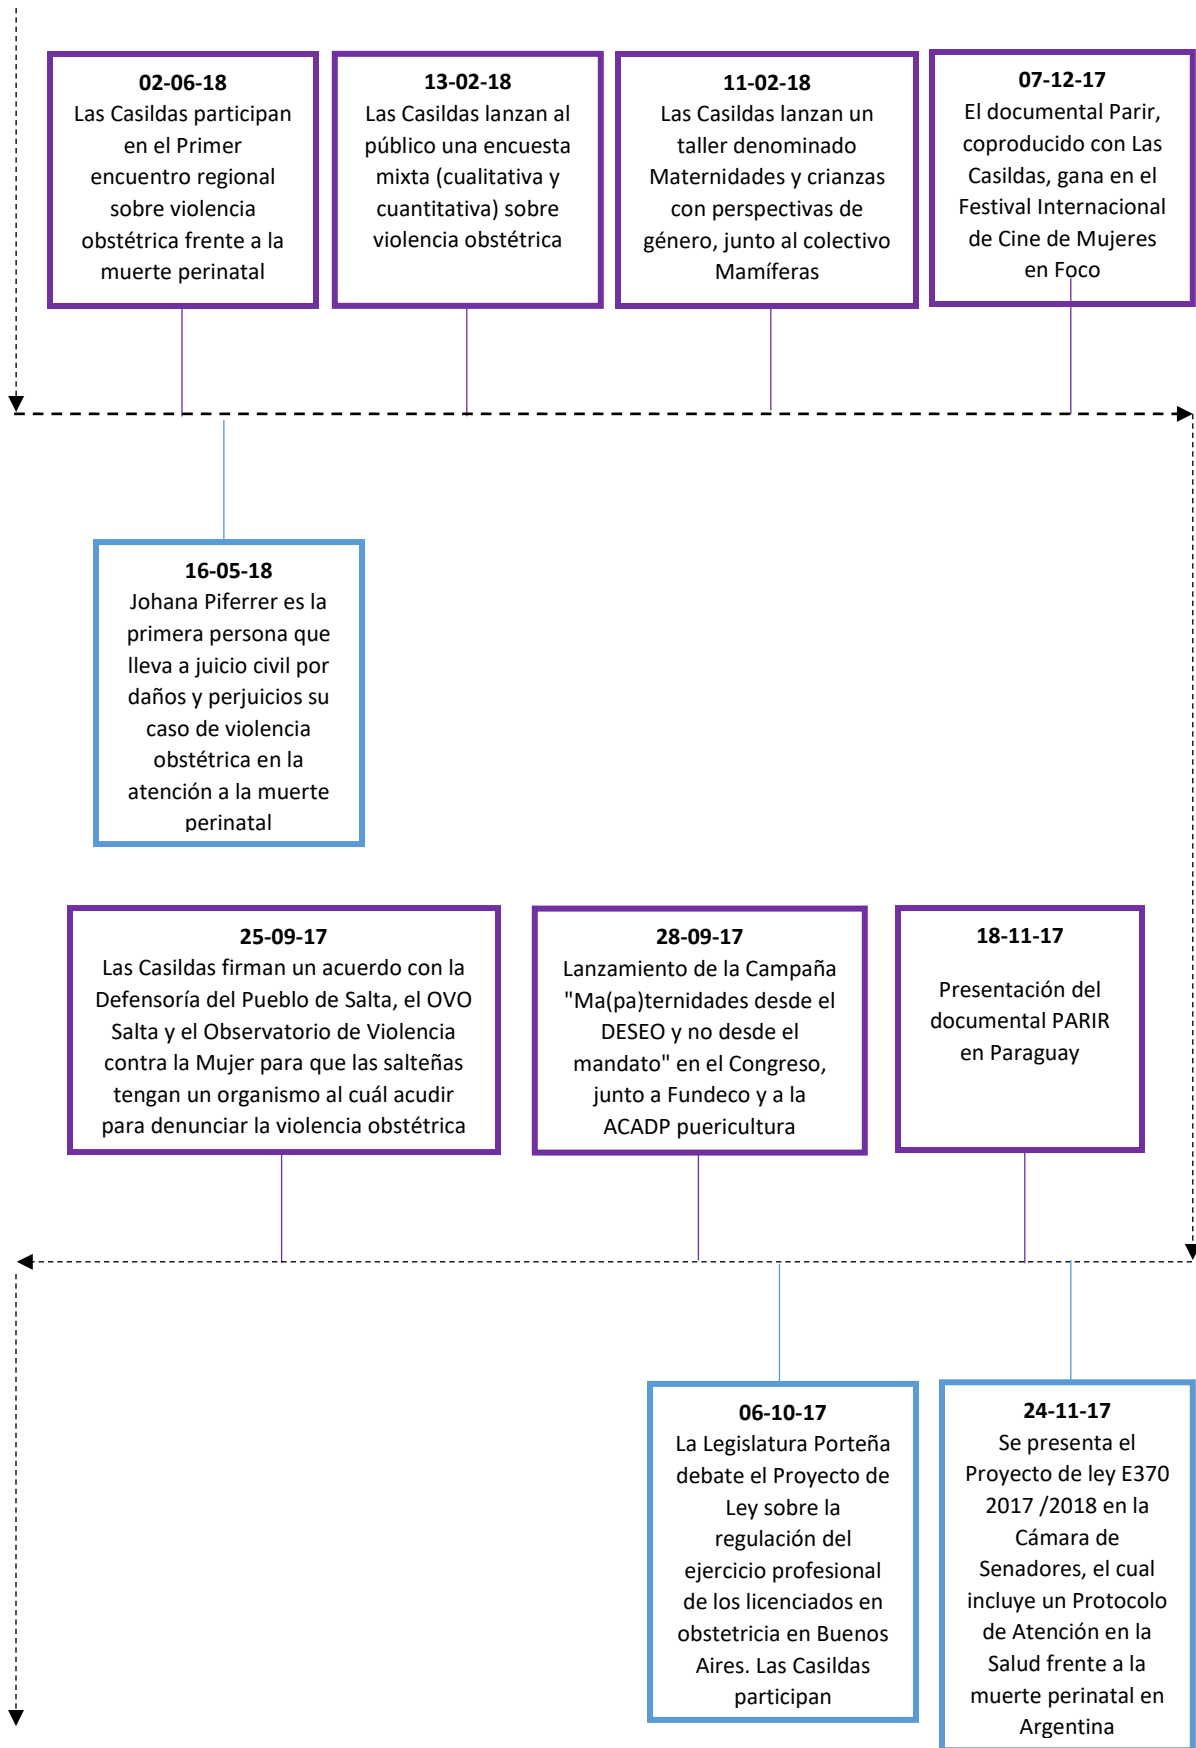 02-06-18
Las Casildas participan
en el Primer
encuentro regional
sobre violencia
obstétrica frente a la
muerte perinatal
13-02-18
Las Casildas lanzan al
público una encuesta
mixta (cualitativa y
cuantitativa) sobre
violencia obstétrica
11-02-18
Las Casildas lanzan un
taller denominado
Maternidades y crianzas
con perspectivas de
género, junto al colectivo
Mamíferas
07-12-17
El documental Parir,
coproducido con Las
Casildas, gana en el
Festival Internacional
de Cine de Mujeres
en Foco
16-05-18
Johana Piferrer es la
primera persona que
lleva a juicio civil por
daños y perjuicios su
caso de violencia
obstétrica en la
atención a la muerte
perinatal
25-09-17
Las Casildas firman un acuerdo con la
Defensoría del Pueblo de Salta, el OVO
Salta y el Observatorio de Violencia
contra la Mujer para que las salteñas
tengan un organismo al cuál acudir
para denunciar la violencia obstétrica
28-09-17
Lanzamiento de la Campaña
"Ma(pa)ternidades desde el
DESEO y no desde el
mandato" en el Congreso,
junto a Fundeco y a la
ACADP puericultura
18-11-17
Presentación del
documental PARIR
en Paraguay
06-10-17
La Legislatura Porteña
debate el Proyecto de
Ley sobre la
regulación del
ejercicio profesional
de los licenciados en
obstetricia en Buenos
Aires. Las Casildas
participan
24-11-17
Se presenta el
Proyecto de ley E370
2017 /2018 en la
Cámara de
Senadores, el cual
incluye un Protocolo
de Atención en la
Salud frente a la
muerte perinatal en
Argentina